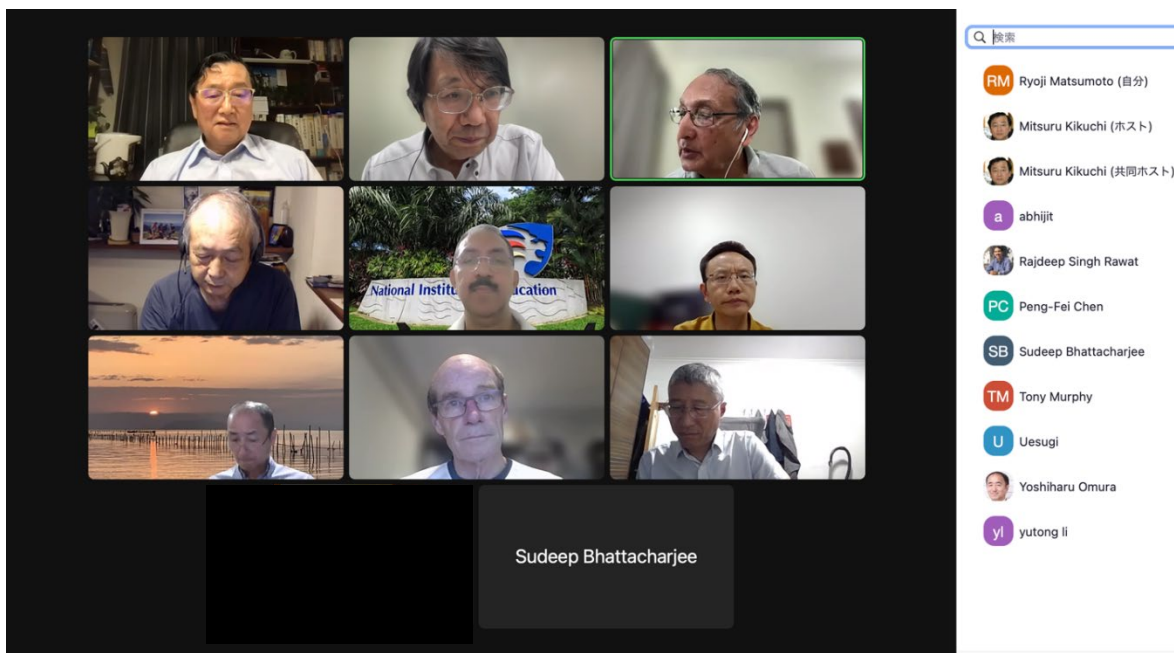 National Instit
ication
Sudeep Bhattacharjee
検索
RM Ryoji Matsumoto (自分)
Mitsuru Kikuchi (ホスト)
Mitsuru Kikuchi (共同ホスト)
a abhijit
Rajdeep Singh Rawat
PC Peng-Fei Chen
SB Sudeep Bhattacharjee
TM Tony Murphy
U Uesugi
Yoshiharu Omura
yl yutong li